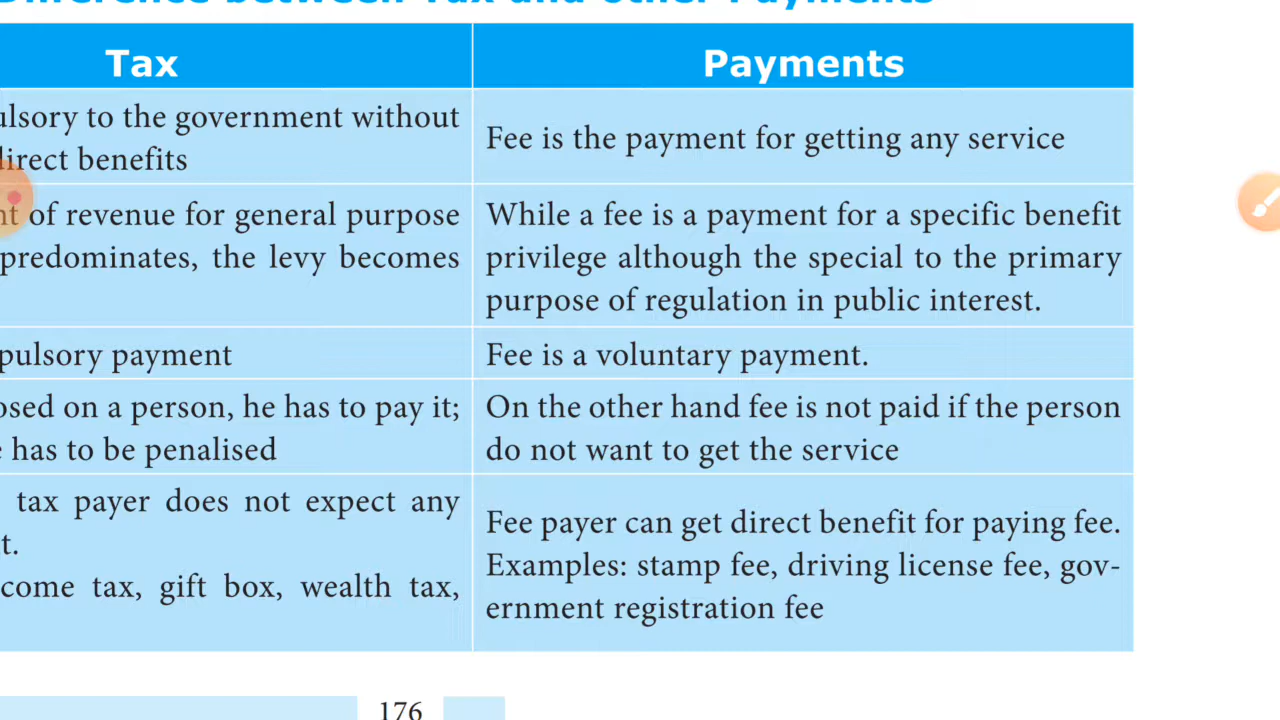 Difference between Tax and other Payments
Tax
Payments
ulsory to the government without
direct benefits
Fee is the payment for getting any service
nt of revenue for general purpose
predominates, the levy becomes
While a fee is a payment for a specific benefit
privilege although the special to the primary
purpose of regulation in public interest.
pulsory payment
Fee is a voluntary payment.
osed on a person, he has to pay it;
e has to be penalised
On the other hand fee is not paid if the person
do not want to get the service
tax payer does not expect any
t.
come tax, gift box, wealth tax,
Fee payer can get direct benefit for paying fee.
Examples: stamp fee, driving license fee, gov-
ernment registration fee
176